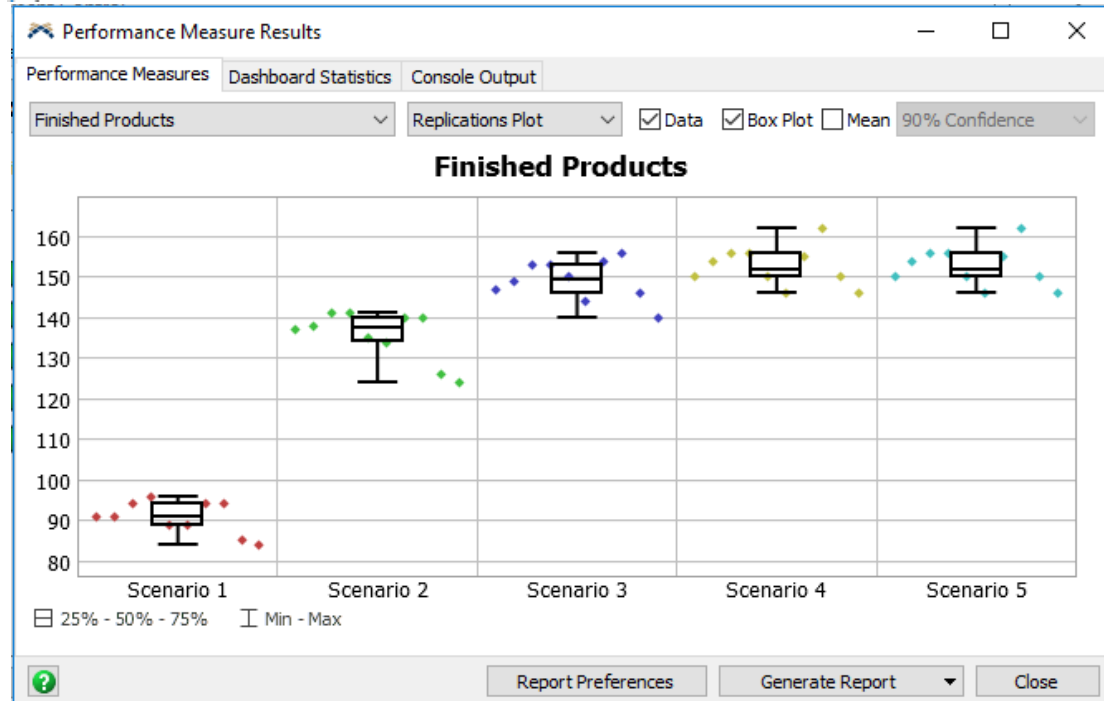 Performance Measure Results
Performance Measures Dashboard Statistics Console Output
Finished Products Replications Plot Data Box Plot Mean 90% Confidence
Finished Products
160
150
140
130
120
110
100
90
80
Scenario 1 Scenario 2 Scenario 3 Scenario 4 Scenario 5
25% - 50% - 75% Min - Max
? Report Preferences Generate Report Close